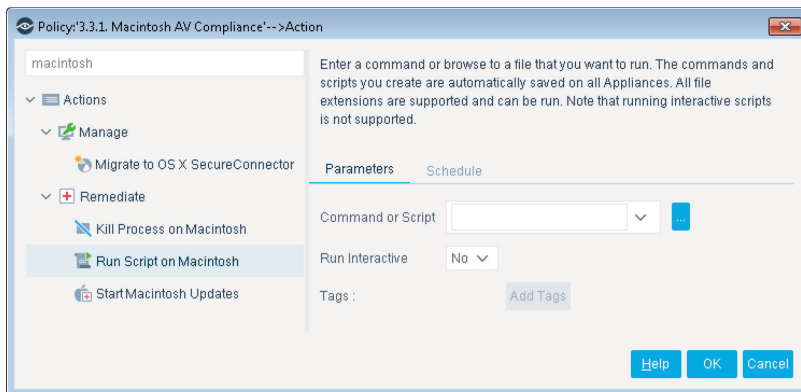 Policy:'3.3.1. Macintosh AV Compliance'-->Action
macintosh
Actions
Manage
Migrate to OS X SecureConnector
Remediate
Kill Process on Macintosh
Run Script on Macintosh
Start Macintosh Updates
Enter a command or browse to a file that you want to run. The commands and
scripts you create are automatically saved on all Appliances. All file
extensions are supported and can be run. Note that running interactive scripts
is not supported.
Parameters Schedule
Command or Script ...
Run Interactive No
Tags : Add Tags
Help OK Cancel